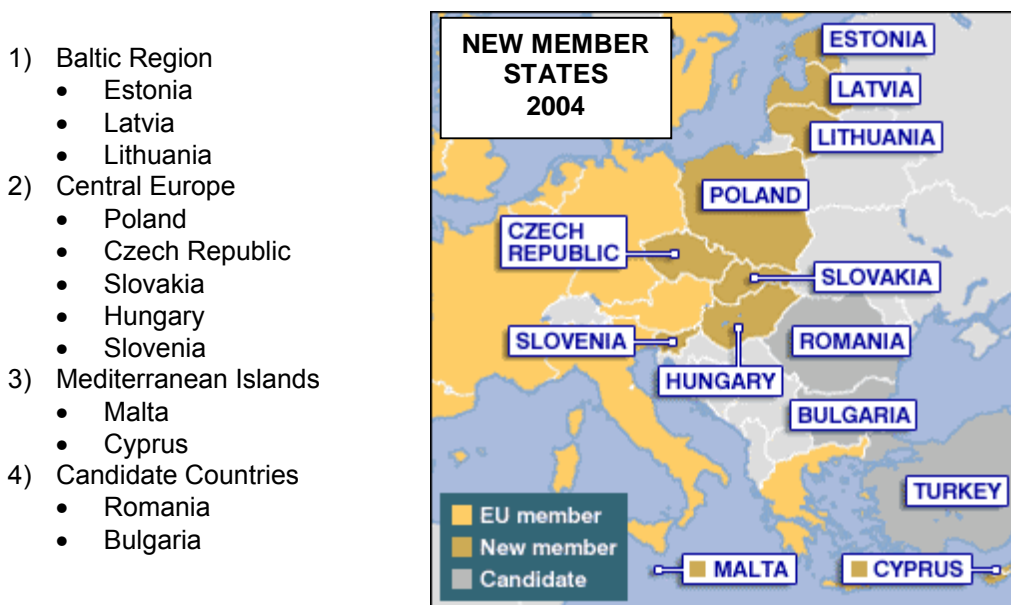 1) Baltic Region
• Estonia
• Latvia
• Lithuania
2) Central Europe
• Poland
• Czech Republic
• Slovakia
• Hungary
• Slovenia
3) Mediterranean Islands
• Malta
• Cyprus
4) Candidate Countries
• Romania
• Bulgaria
NEW MEMBER
STATES
2004
ESTONIA
LATVIA
LITHUANIA
POLAND
CZECH
REPUBLIC
SLOVAKIA
SLOVENIA
ROMANIA
HUNGARY
BULGARIA
TURKEY
EU member
New member
Candidate
MALTA
CYPRUS